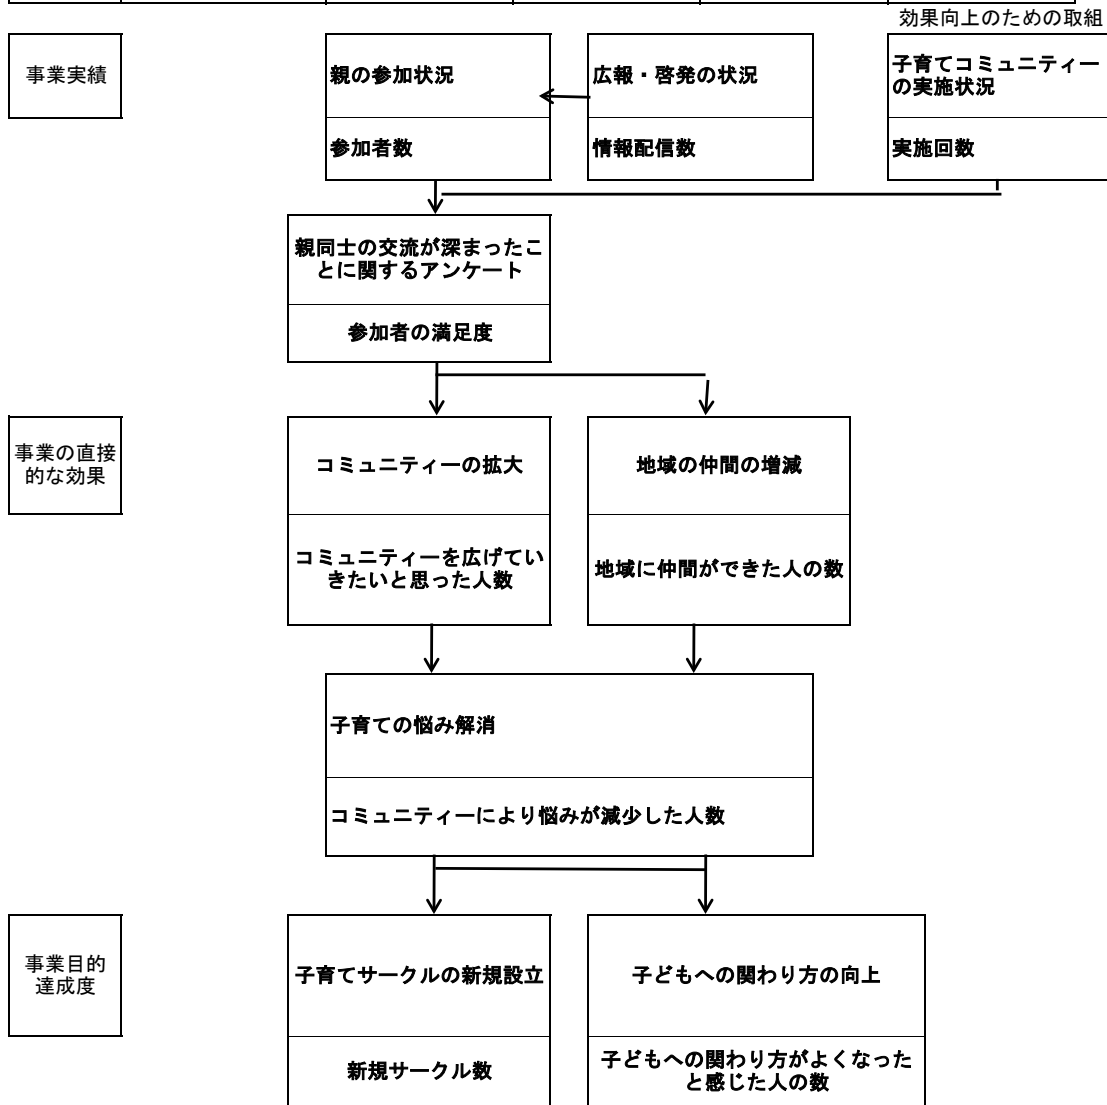 効果向上のための取組
事業実績
親の参加状況
広報・啓発の状況
子育てコミュニティー
の実施状況
参加者数
情報配信数
実施回数
親同士の交流が深まったこ
とに関するアンケート
参加者の満足度
事業の直接
的な効果
コミュニティーの拡大
地域の仲間の増減
コミュニティーを広げてい
きたいと思った人数
地域に仲間ができた人の数
子育ての悩み解消
コミュニティーにより悩みが減少した人数
事業目的
達成度
子育てサークルの新規設立
子どもへの関わり方の向上
新規サークル数
子どもへの関わり方がよくなった
と感じた人の数